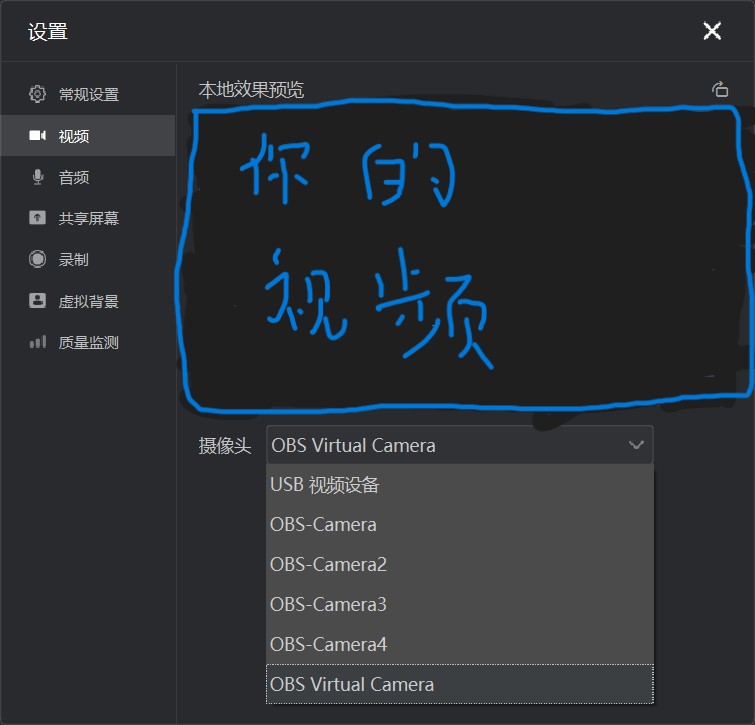 设置
常规设置
视频
音频
共享屏幕
录制
虚拟背景
质量监测
本地效果预览
你的
视频
摄像头 OBS Virtual Camera
USB 视频设备
OBS-Camera
OBS-Camera2
OBS-Camera3
OBS-Camera4
OBS Virtual Camera